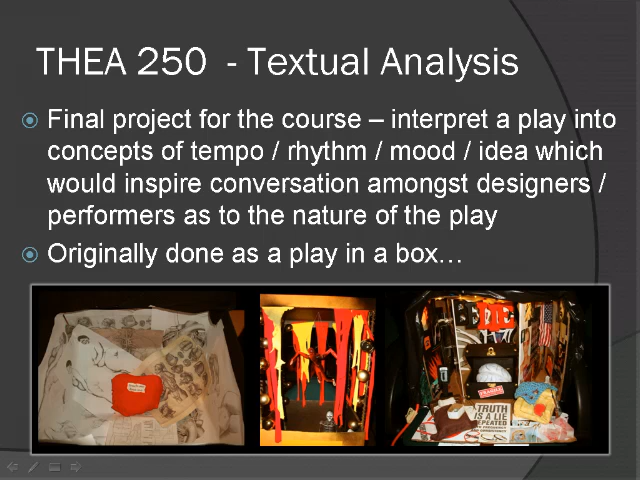 THEA 250 - Textual Analysis
Final project for the course – interpret a play into
concepts of tempo / rhythm / mood / idea which
would inspire conversation amongst designers /
performers as to the nature of the play
Originally done as a play in a box…
DIE
FRAGILE
TRUTH
IS A LIE
REPEATED